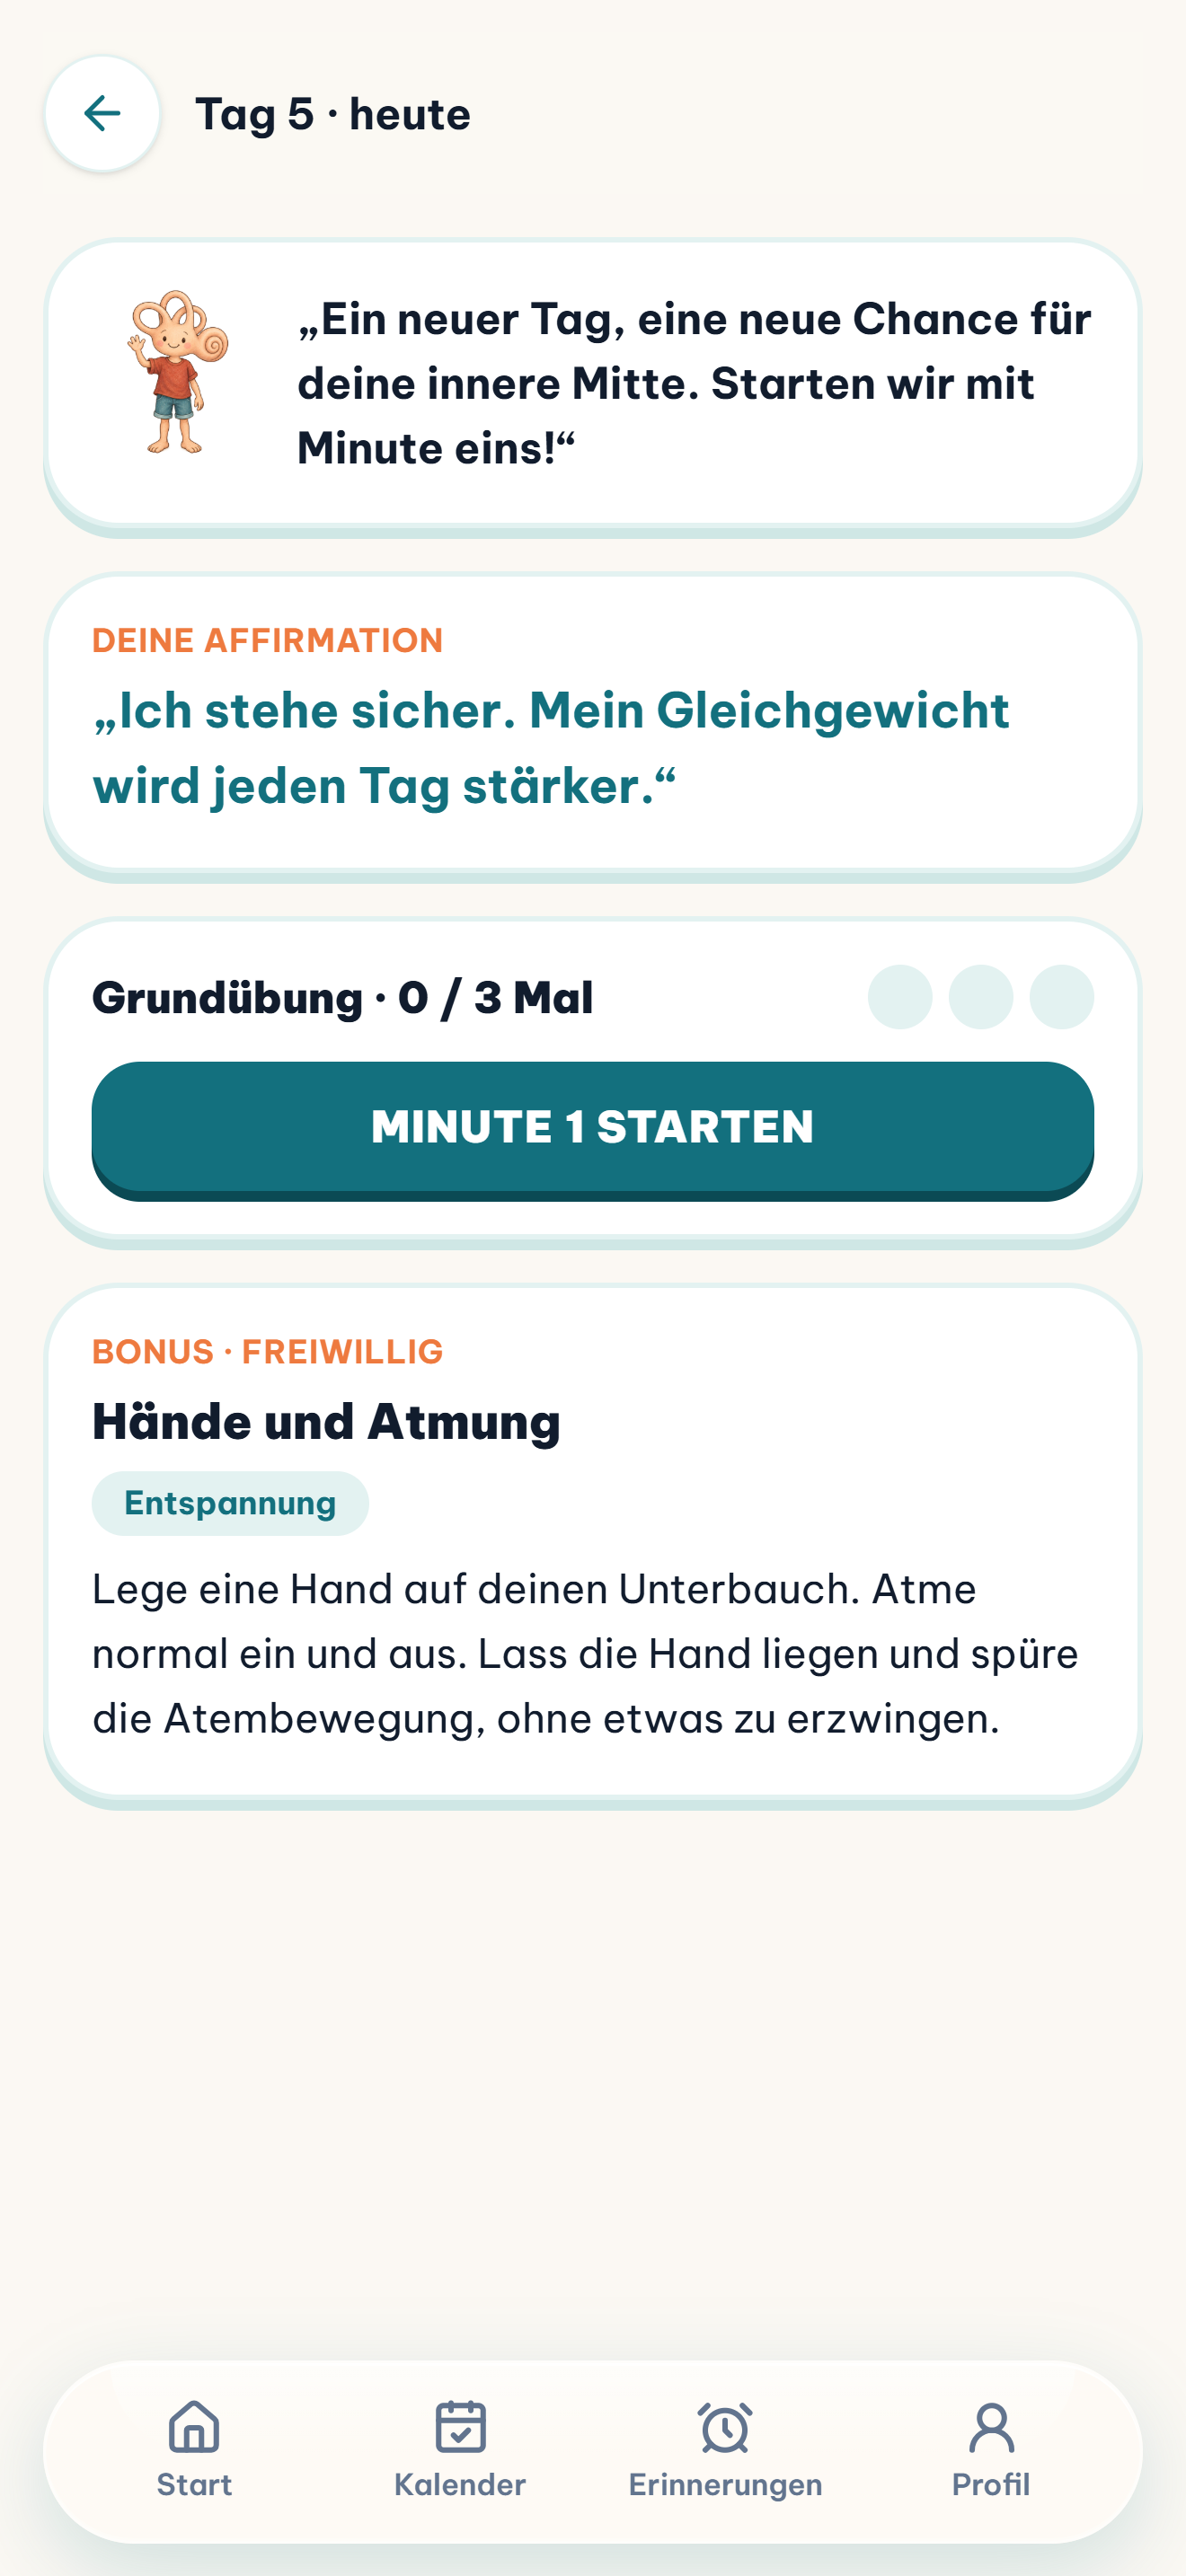 Tag 5 · heute
„Ein neuer Tag, eine neue Chance für
deine innere Mitte. Starten wir mit
Minute eins!“
DEINE AFFIRMATION
„Ich stehe sicher. Mein Gleichgewicht
wird jeden Tag stärker.“
Grundübung · 0 / 3 Mal
MINUTE 1 STARTEN
BONUS · FREIWILLIG
Hände und Atmung
Entspannung
Lege eine Hand auf deinen Unterbauch. Atme
normal ein und aus. Lass die Hand liegen und spüre
die Atembewegung, ohne etwas zu erzwingen.
Start
Kalender
Erinnerungen
Profil